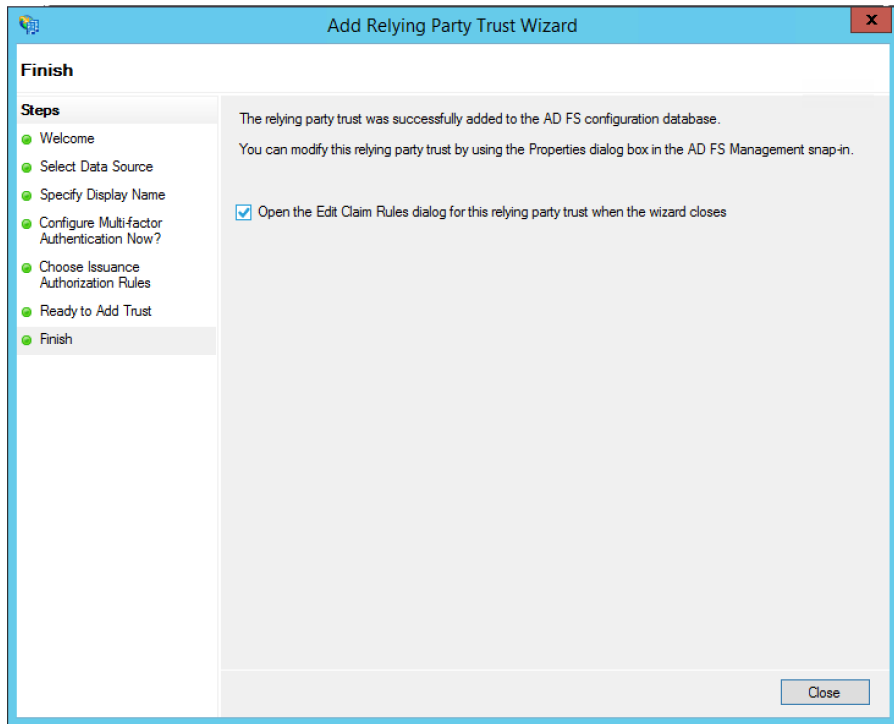 Add Relying Party Trust Wizard
x
Finish
Steps
Welcome
Select Data Source
Specify Display Name
Configure Multi-factor
Authentication Now?
Choose Issuance
Authorization Rules
Ready to Add Trust
Finish
The relying party trust was successfully added to the AD FS configuration database.
You can modify this relying party trust by using the Properties dialog box in the AD FS Management snap-in.
Open the Edit Claim Rules dialog for this relying party trust when the wizard closes
Close